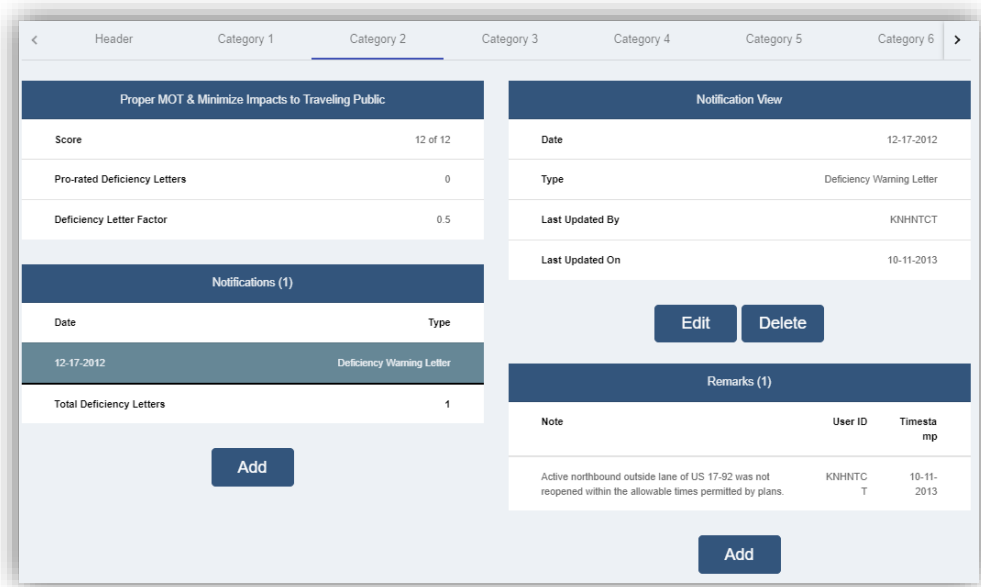 Header Category 1 Category 2 Category 3 Category 4 Category 5 Category 6
Proper MOT & Minimize Impacts to Traveling Public
Score 12 of 12
Pro-rated Deficiency Letters 0
Deficiency Letter Factor 0.5
Notifications (1)
Date Type
12-17-2012 Deficiency Warning Letter
Total Deficiency Letters 1
Add
Notification View
Date 12-17-2012
Type Deficiency Warning Letter
Last Updated By KNHNTCT
Last Updated On 10-11-2013
Edit Delete
Remarks (1)
Note User ID Timesta
mp
Active northbound outside lane of US 17-92 was not KNHNTC 10-11-
reopened within the allowable times permitted by plans. T 2013
Add